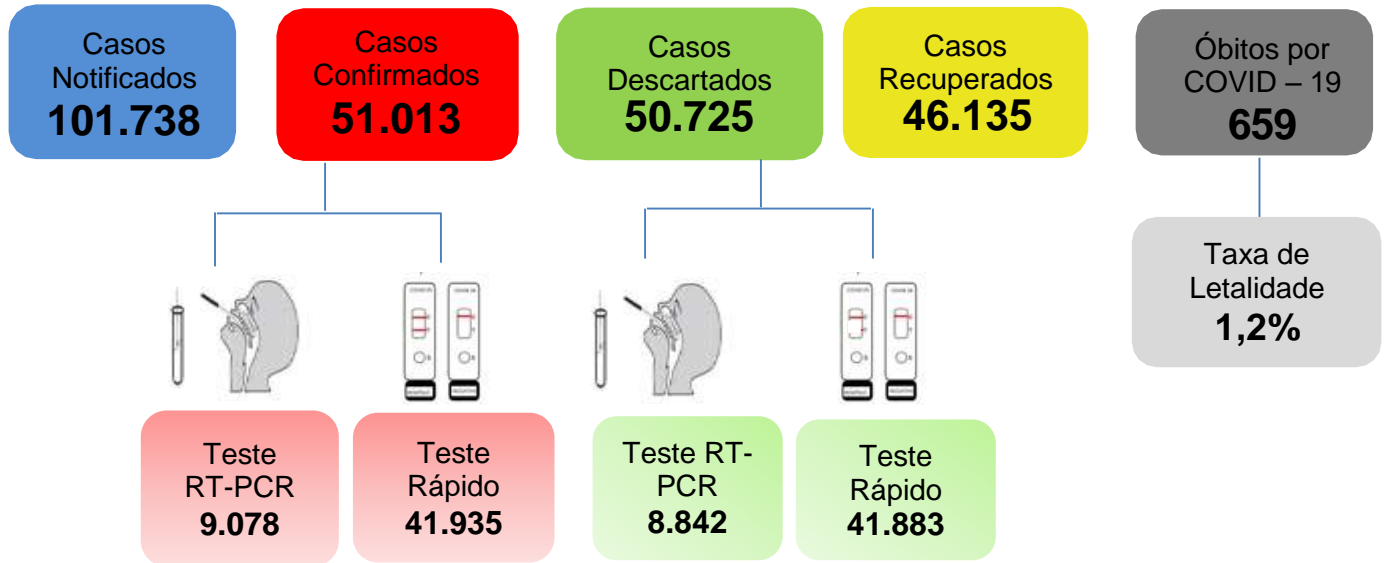 Casos
Notificados
101.738
Casos
Confirmados
51.013
Casos
Descartados
50.725
Casos
Recuperados
46.135
Óbitos por
COVID – 19
659
Taxa de
Letalidade
1,2%
Teste
RT-PCR
9.078
Teste
Rápido
41.935
Teste RT-
PCR
8.842
Teste
Rápido
41.883